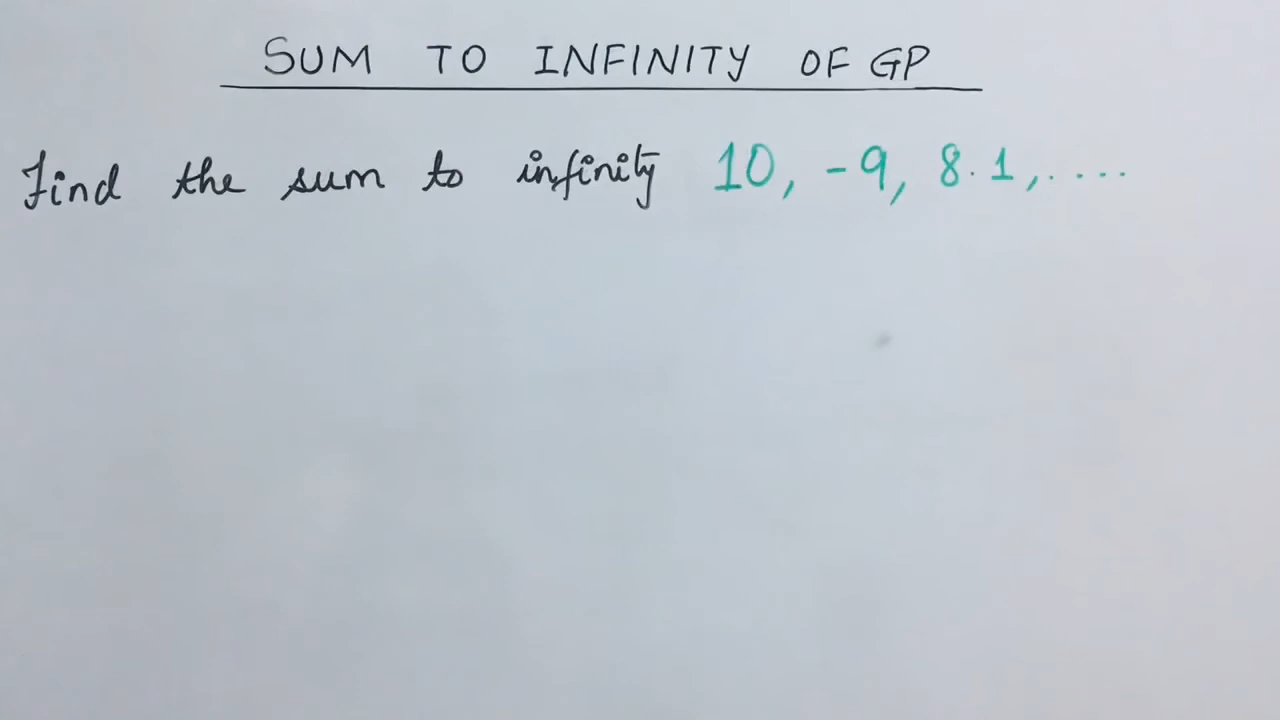 SUM TO INFINITY OF GP
Find the sum to infinity 10, -9, 8.1, ....